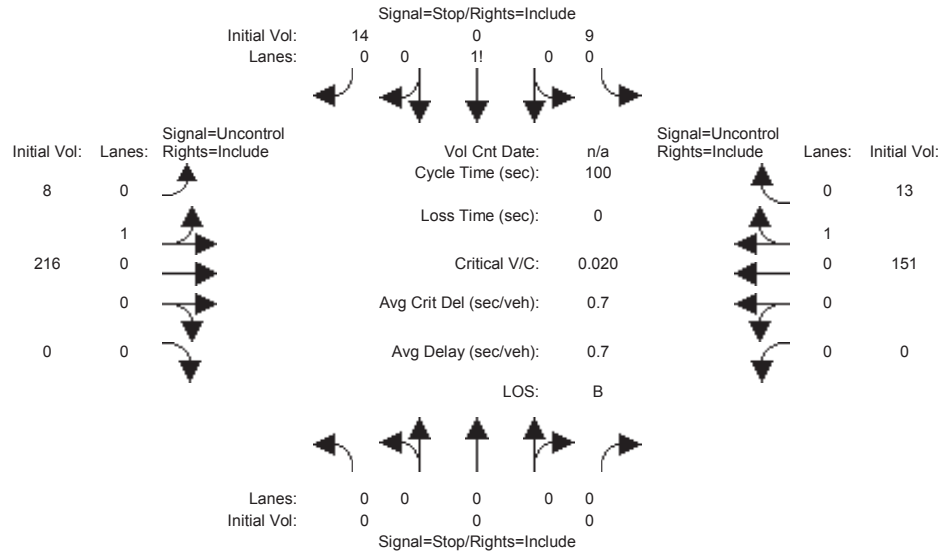 Signal=Stop/Rights=Include
Initial Vol: 14 0 9
Lanes: 0 0 1! 0 0
Signal=Uncontrol
Initial Vol: Lanes: Rights=Include
Vol Cnt Date: n/a
Signal=Uncontrol
Rights=Include Lanes: Initial Vol:
Cycle Time (sec): 100
8 0
0 13
Loss Time (sec): 0
1
1
216 0
Critical V/C: 0.020
0 151
0
Avg Crit Del (sec/veh): 0.7
0
0 0
Avg Delay (sec/veh): 0.7
0 0
LOS: B
Lanes: 0 0 0 0 0
Initial Vol: 0 0 0
Signal=Stop/Rights=Include